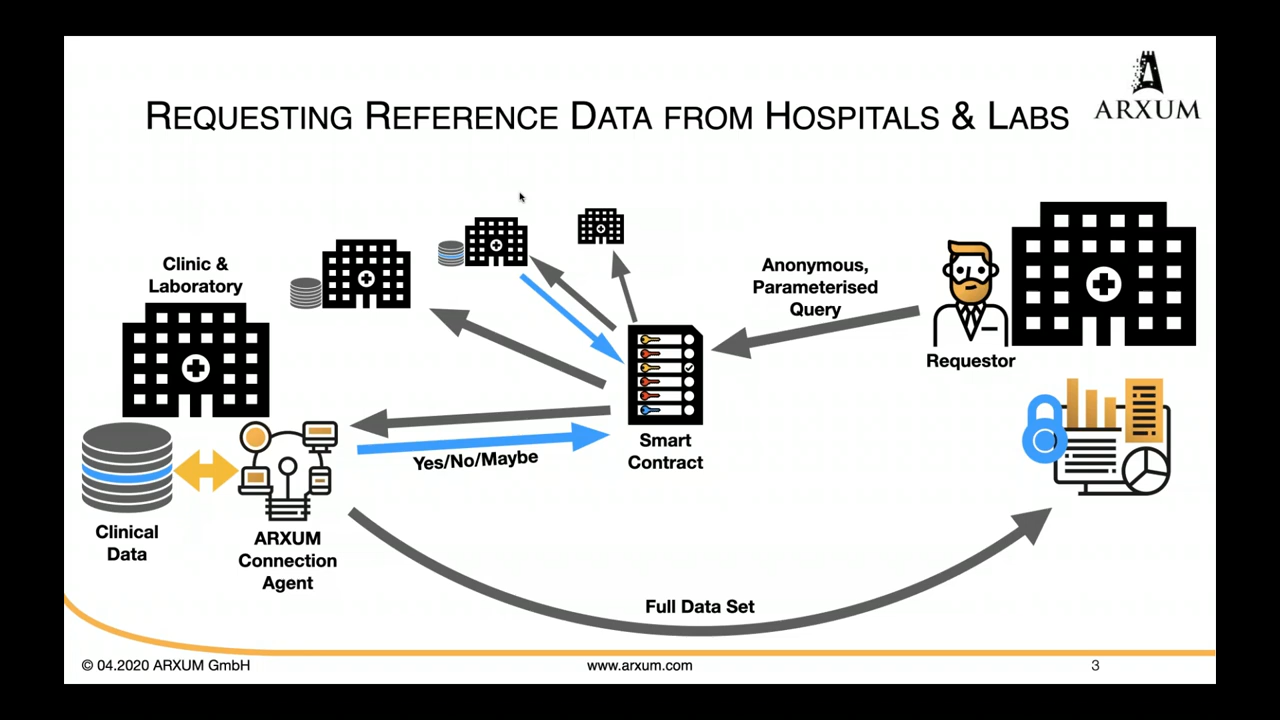 REQUESTING REFERENCE DATA FROM HOSPITALS & LABS
ARXUM
Clinic &
Laboratory
Anonymous,
Parameterised
Query
Requestor
Smart
Contract
Yes/No/Maybe
Clinical
Data
ARXUM
Connection
Agent
Full Data Set
© 04.2020 ARXUM GmbH
www.arxum.com
3